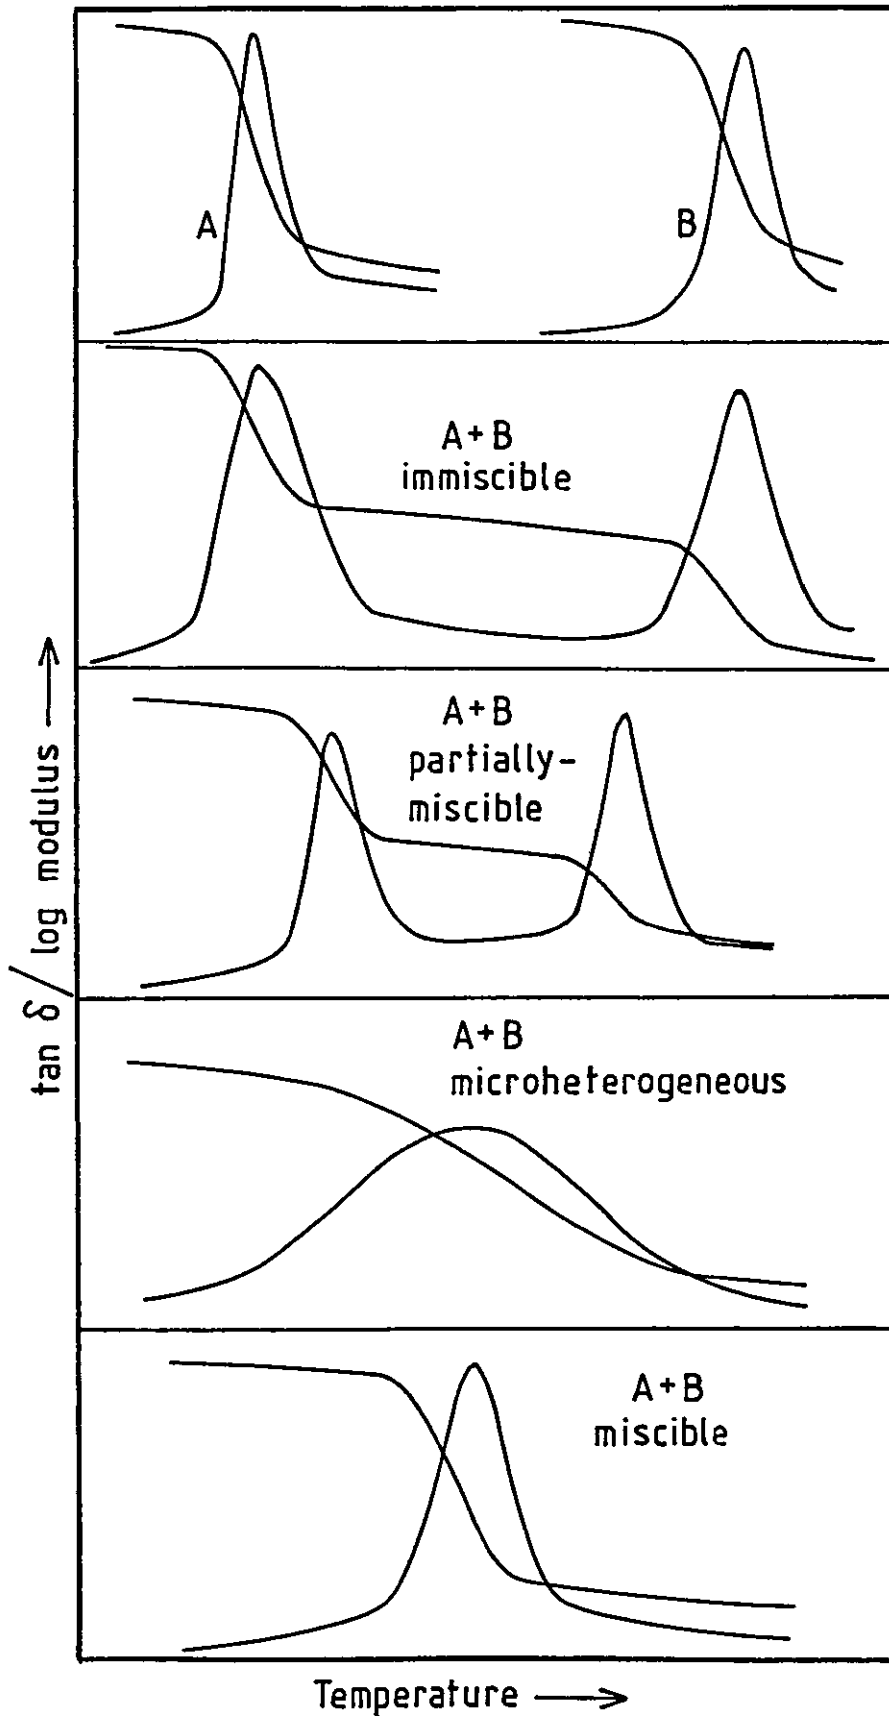 A
B
A+B
immiscible
A+B
partially-
miscible
A+B
microheterogeneous
A+B
miscible
tan δ / log modulus ⟶
Temperature ⟶